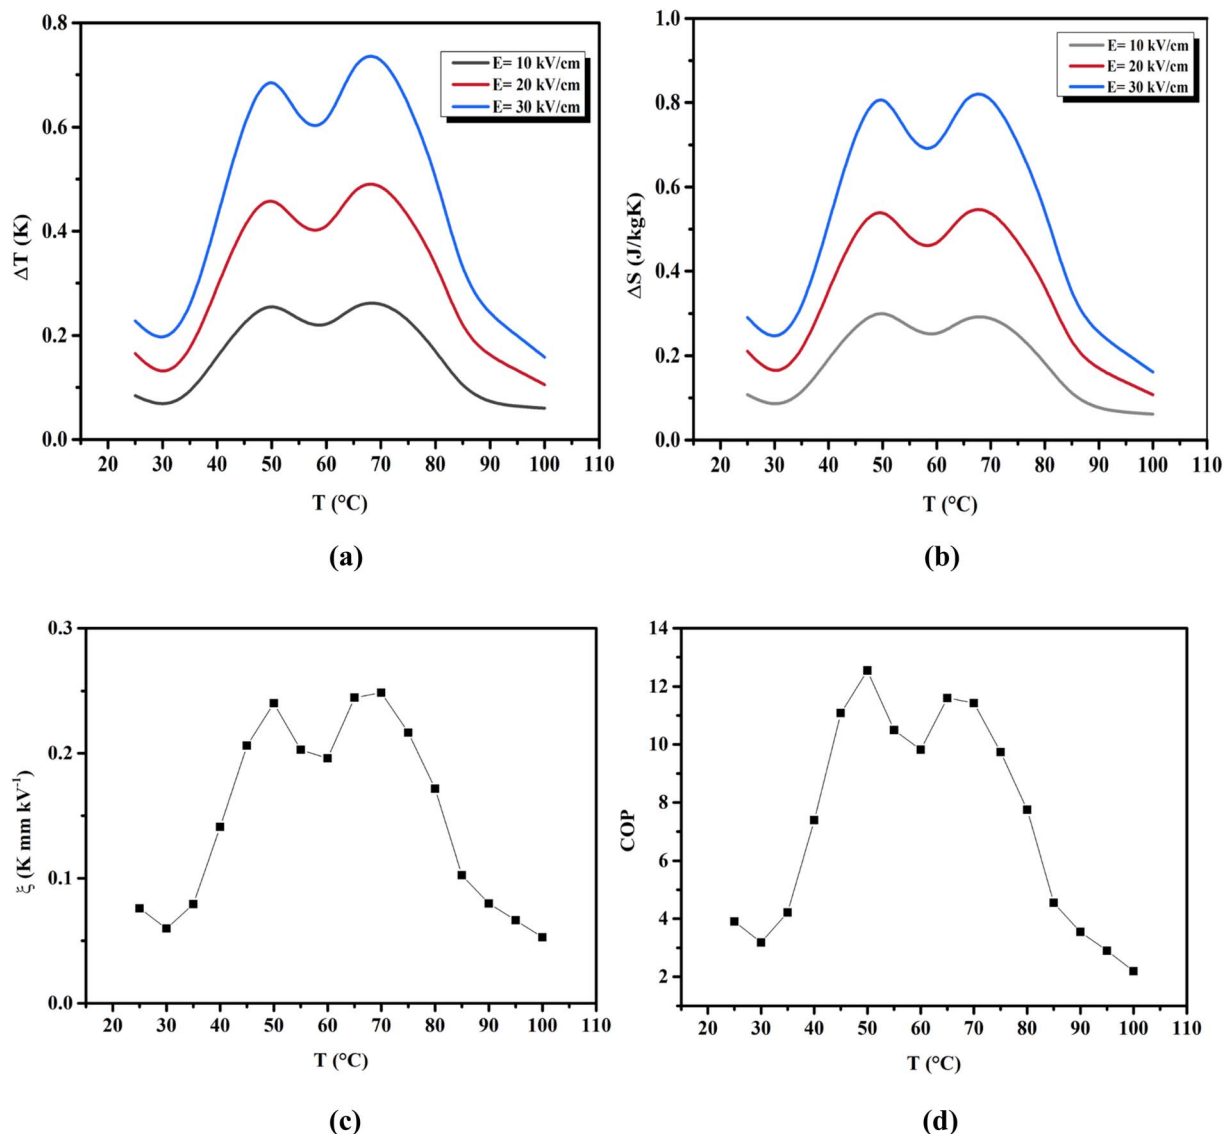 0.8
0.6
0.4
0.2
0.0
ΔT (K)
E= 10 kV/cm
E= 20 kV/cm
E= 30 kV/cm
20 30 40 50 60 70 80 90 100 110
T (°C)
(a)
1.0
0.8
0.6
0.4
0.2
0.0
ΔS (J/kgK)
E= 10 kV/cm
E= 20 kV/cm
E= 30 kV/cm
20 30 40 50 60 70 80 90 100 110
T (°C)
(b)
0.3
0.2
0.1
0.0
ξ (K mm kV⁻¹)
20 30 40 50 60 70 80 90 100 110
T (°C)
(c)
14
12
10
8
6
4
2
COP
20 30 40 50 60 70 80 90 100 110
T (°C)
(d)